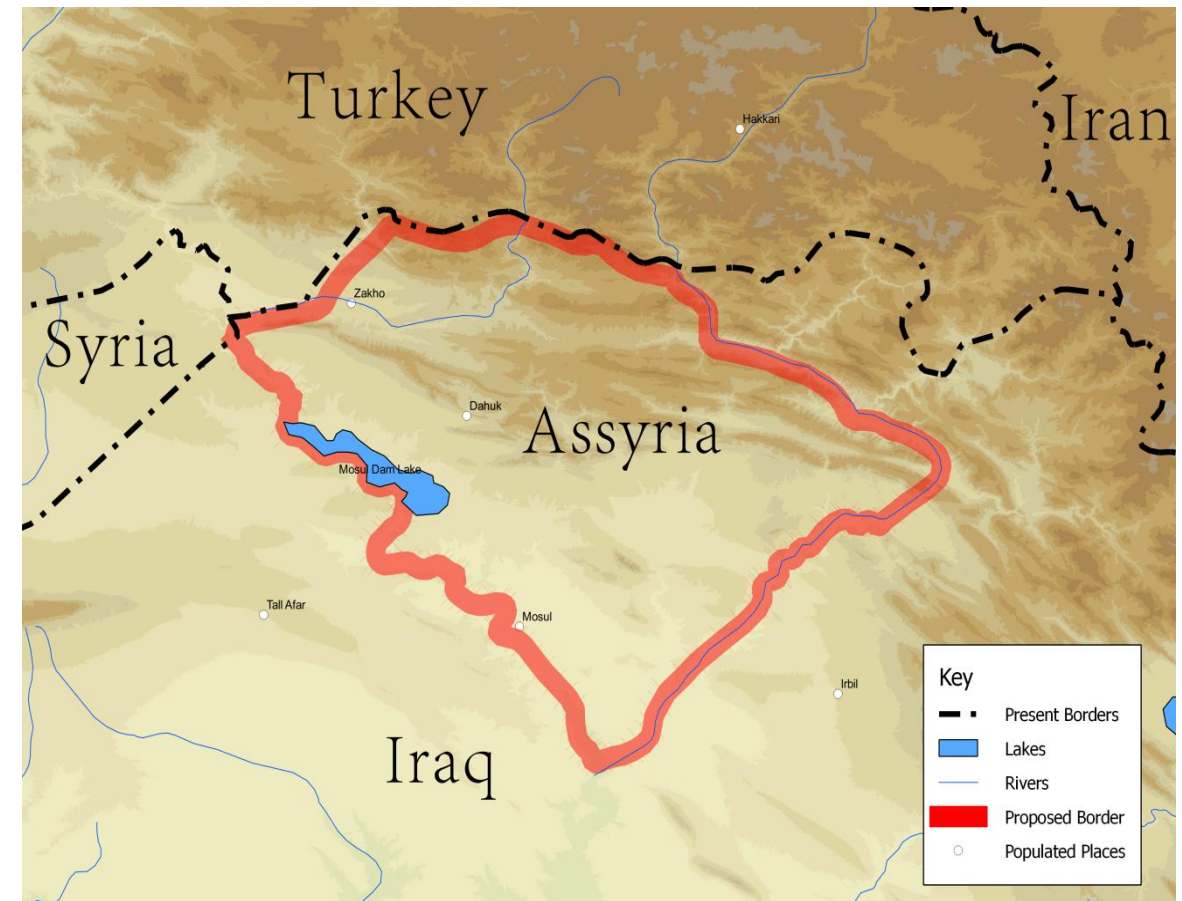 Turkey
Hakkari
Iran
Zakho
Syria
Dahuk
Assyria
Mosul Dam Lake
Tall Afar
Mosul
Irbil
Iraq
Key
Present Borders
Lakes
Rivers
Proposed Border
Populated Places